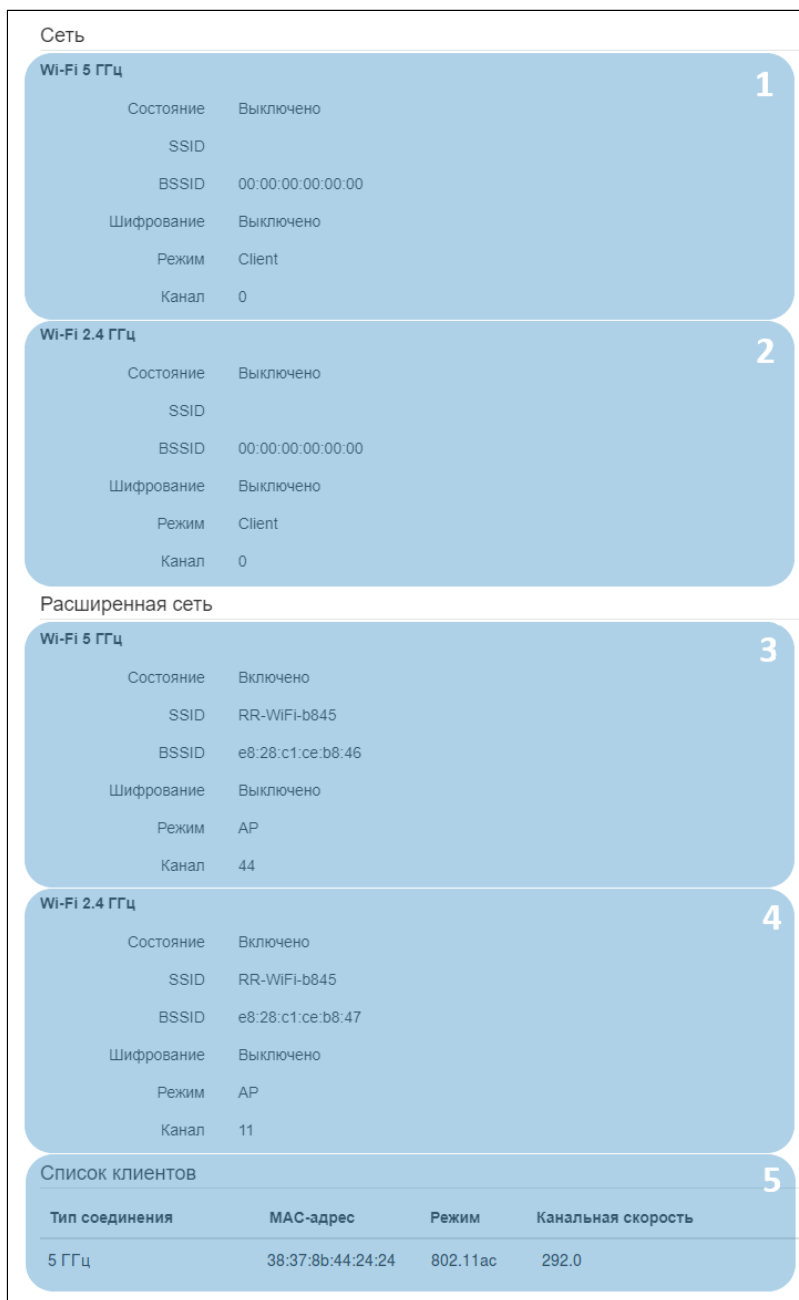 Сеть
Wi-Fi 5 ГГц
1
Состояние Выключено
SSID
BSSID 00:00:00:00:00:00
Шифрование Выключено
Режим Client
Канал 0
Wi-Fi 2.4 ГГц
2
Состояние Выключено
SSID
BSSID 00:00:00:00:00:00
Шифрование Выключено
Режим Client
Канал 0
Расширенная сеть
Wi-Fi 5 ГГц
3
Состояние Включено
SSID RR-WiFi-b845
BSSID e8:28:c1:ce:b8:46
Шифрование Выключено
Режим AP
Канал 44
Wi-Fi 2.4 ГГц
4
Состояние Включено
SSID RR-WiFi-b845
BSSID e8:28:c1:ce:b8:47
Шифрование Выключено
Режим AP
Канал 11
Список клиентов
5
Тип соединения MAC-адрес Режим Канальная скорость
5 ГГц 38:37:8b:44:24:24 802.11ac 292.0